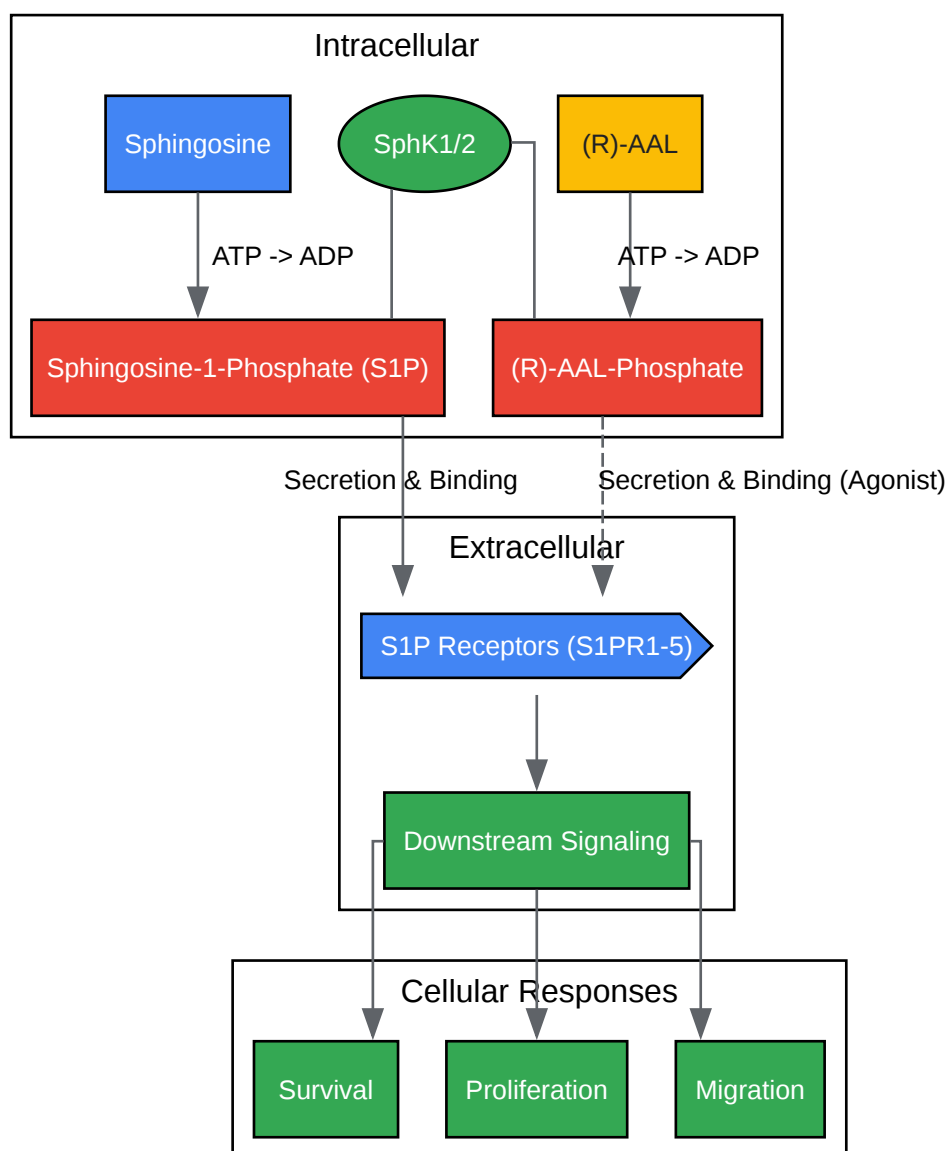 Intracellular
Sphingosine
SphK1/2
(R)-AAL
ATP -> ADP
ATP -> ADP
Sphingosine-1-Phosphate (S1P)
(R)-AAL-Phosphate
Secretion & Binding
Secretion & Binding (Agonist)
Extracellular
S1P Receptors (S1PR1-5)
Downstream Signaling
Cellular Responses
Survival
Proliferation
Migration